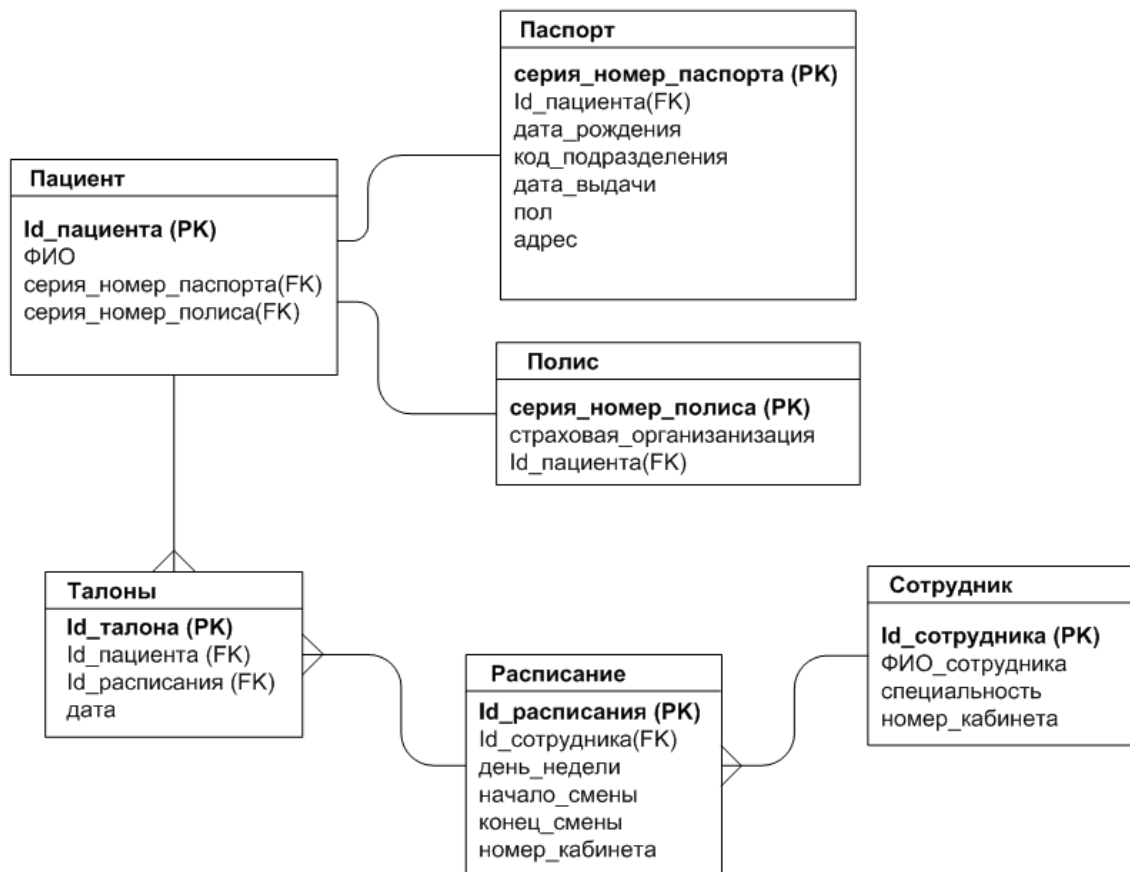 Паспорт
серия_номер_паспорта (PK)
Id_пациента(FK)
дата_рождения
код_подразделения
дата_выдачи
пол
адрес
Пациент
Id_пациента (PK)
ФИО
серия_номер_паспорта(FK)
серия_номер_полиса(FK)
Полис
серия_номер_полиса (PK)
страховая_организанизация
Id_пациента(FK)
Талоны
Id_талона (PK)
Id_пациента (FK)
Id_расписания (FK)
дата
Расписание
Id_расписания (PK)
Id_сотрудника(FK)
день_недели
начало_смены
конец_смены
номер_кабинета
Сотрудник
Id_сотрудника (PK)
ФИО_сотрудника
специальность
номер_кабинета